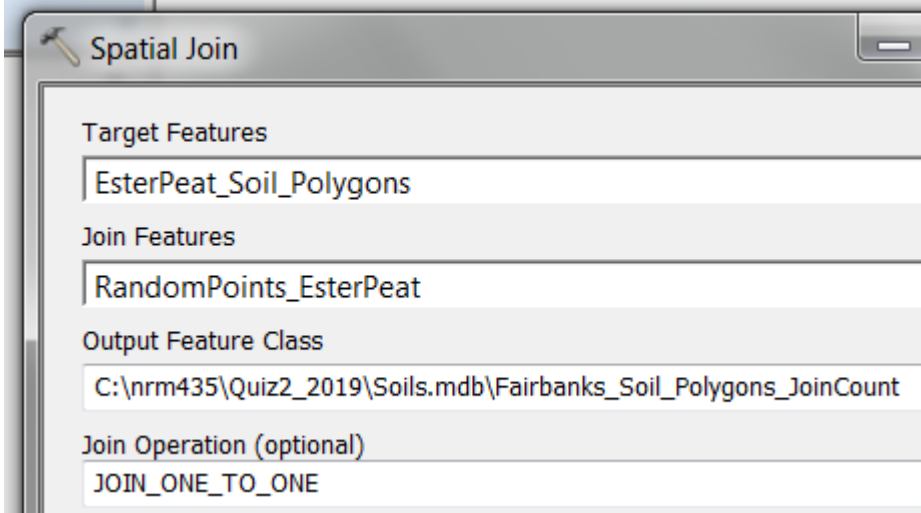 Spatial Join
Target Features
EsterPeat_Soil_Polygons
Join Features
RandomPoints_EsterPeat
Output Feature Class
C:\nrm435\Quiz2_2019\Soils.mdb\Fairbanks_Soil_Polygons_JoinCount
Join Operation (optional)
JOIN_ONE_TO_ONE